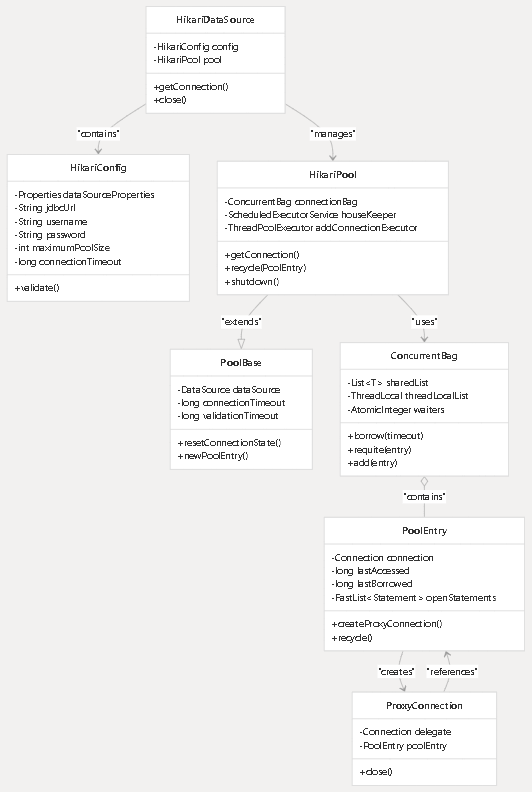 HikariDataSource
-HikariConfig config
-HikariPool pool
+getConnection()
+close()
"contains"
"manages"
HikariConfig
-Properties dataSourceProperties
-String jdbcUrl
-String username
-String password
-int maximumPoolSize
-long connectionTimeout
+validate()
HikariPool
-ConcurrentBag connectionBag
-ScheduledExecutorService houseKeeper
-ThreadPoolExecutor addConnectionExecutor
+getConnection()
+recycle(PoolEntry)
+shutdown()
"extends"
"uses"
PoolBase
-DataSource dataSource
-long connectionTimeout
-long validationTimeout
+resetConnectionState()
+newPoolEntry()
ConcurrentBag
-List<T> sharedList
-ThreadLocal threadLocalList
-AtomicInteger waiters
+borrow(timeout)
+requite(entry)
+add(entry)
"contains"
PoolEntry
-Connection connection
-long lastAccessed
-long lastBorrowed
-FastList<Statement> openStatements
+createProxyConnection()
+recycle()
"creates"
"references"
ProxyConnection
-Connection delegate
-PoolEntry poolEntry
+close()